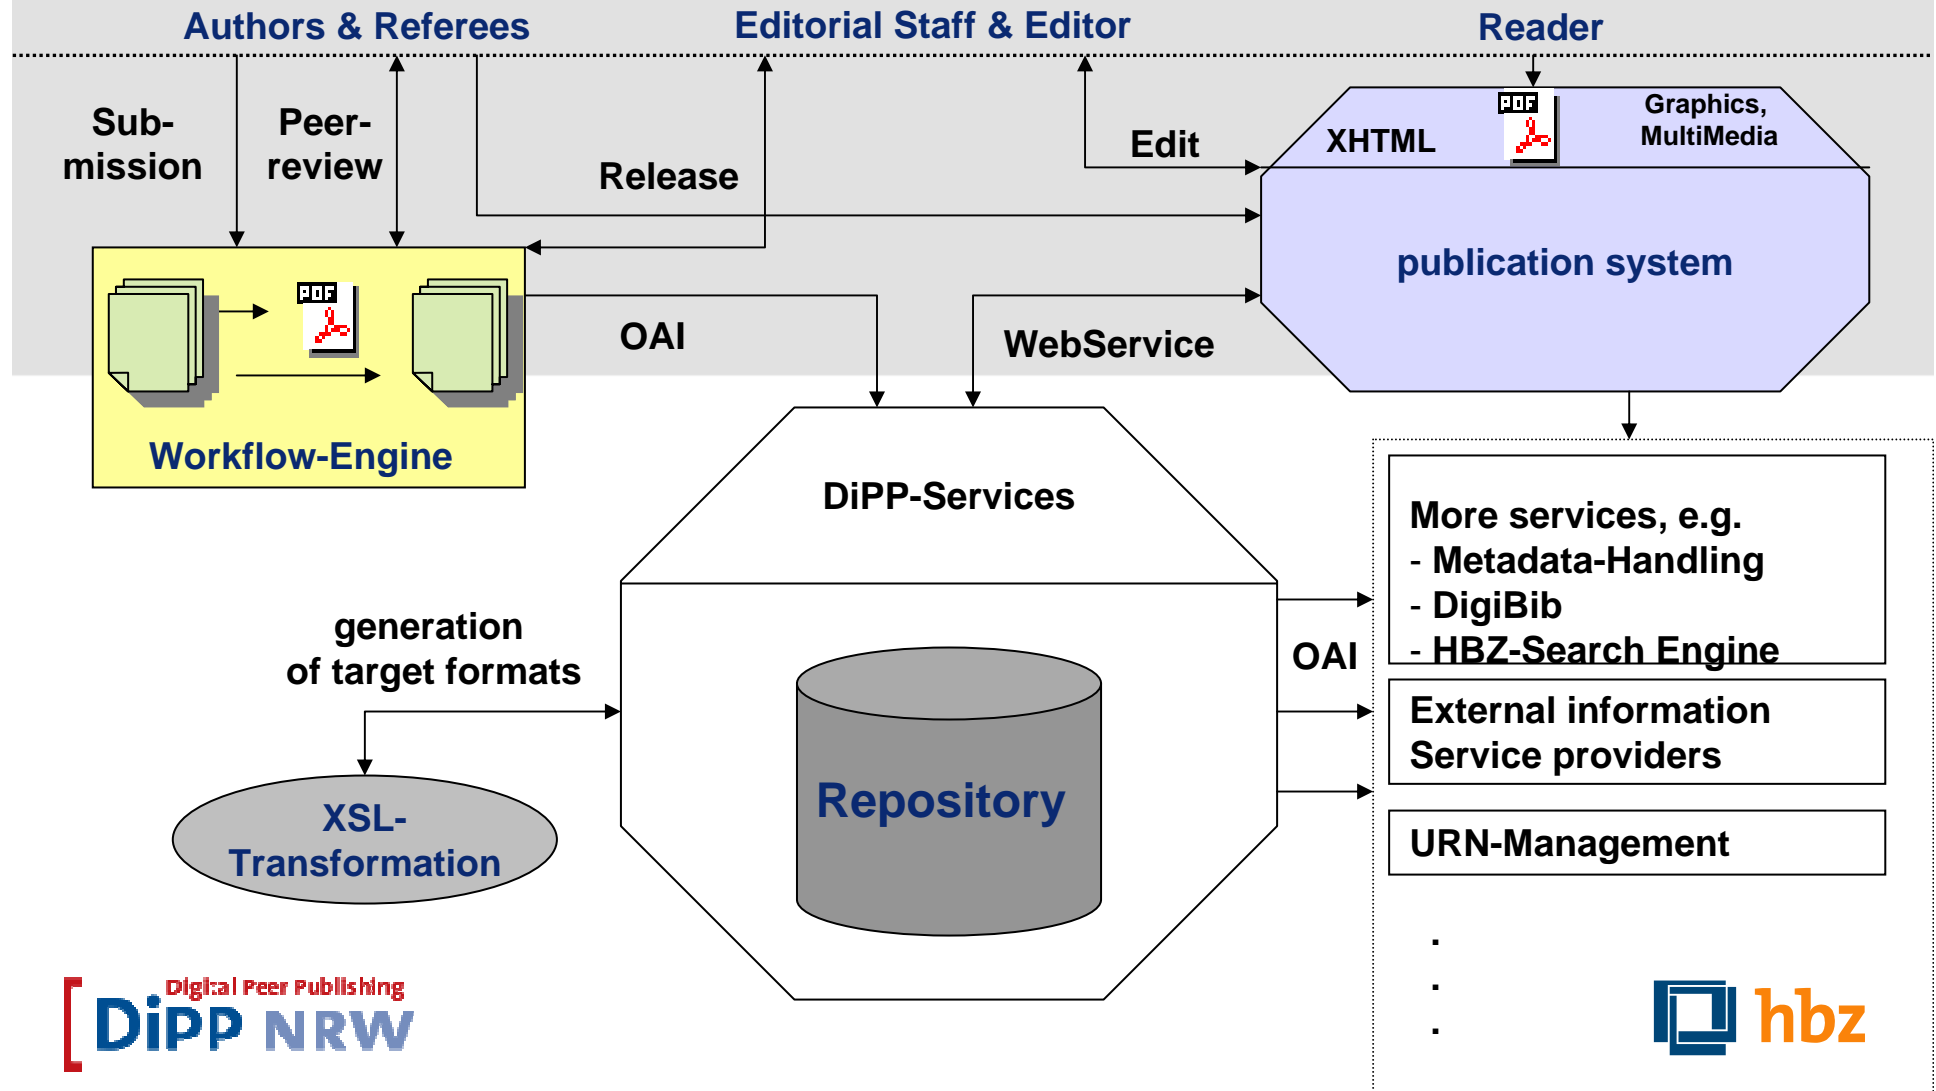 Authors & Referees
Editorial Staff & Editor
Reader
Sub-
mission
Peer-
review
Release
Edit
XHTML
PDF
Graphics,
MultiMedia
publication system
PDF
OAI
WebService
Workflow-Engine
DiPP-Services
More services, e.g.
- Metadata-Handling
- DigiBib
- HBZ-Search Engine
generation
of target formats
OAI
External information
Service providers
Repository
XSL-
Transformation
URN-Management
.
.
.
Digital Peer Publishing
DiPP NRW
hbz